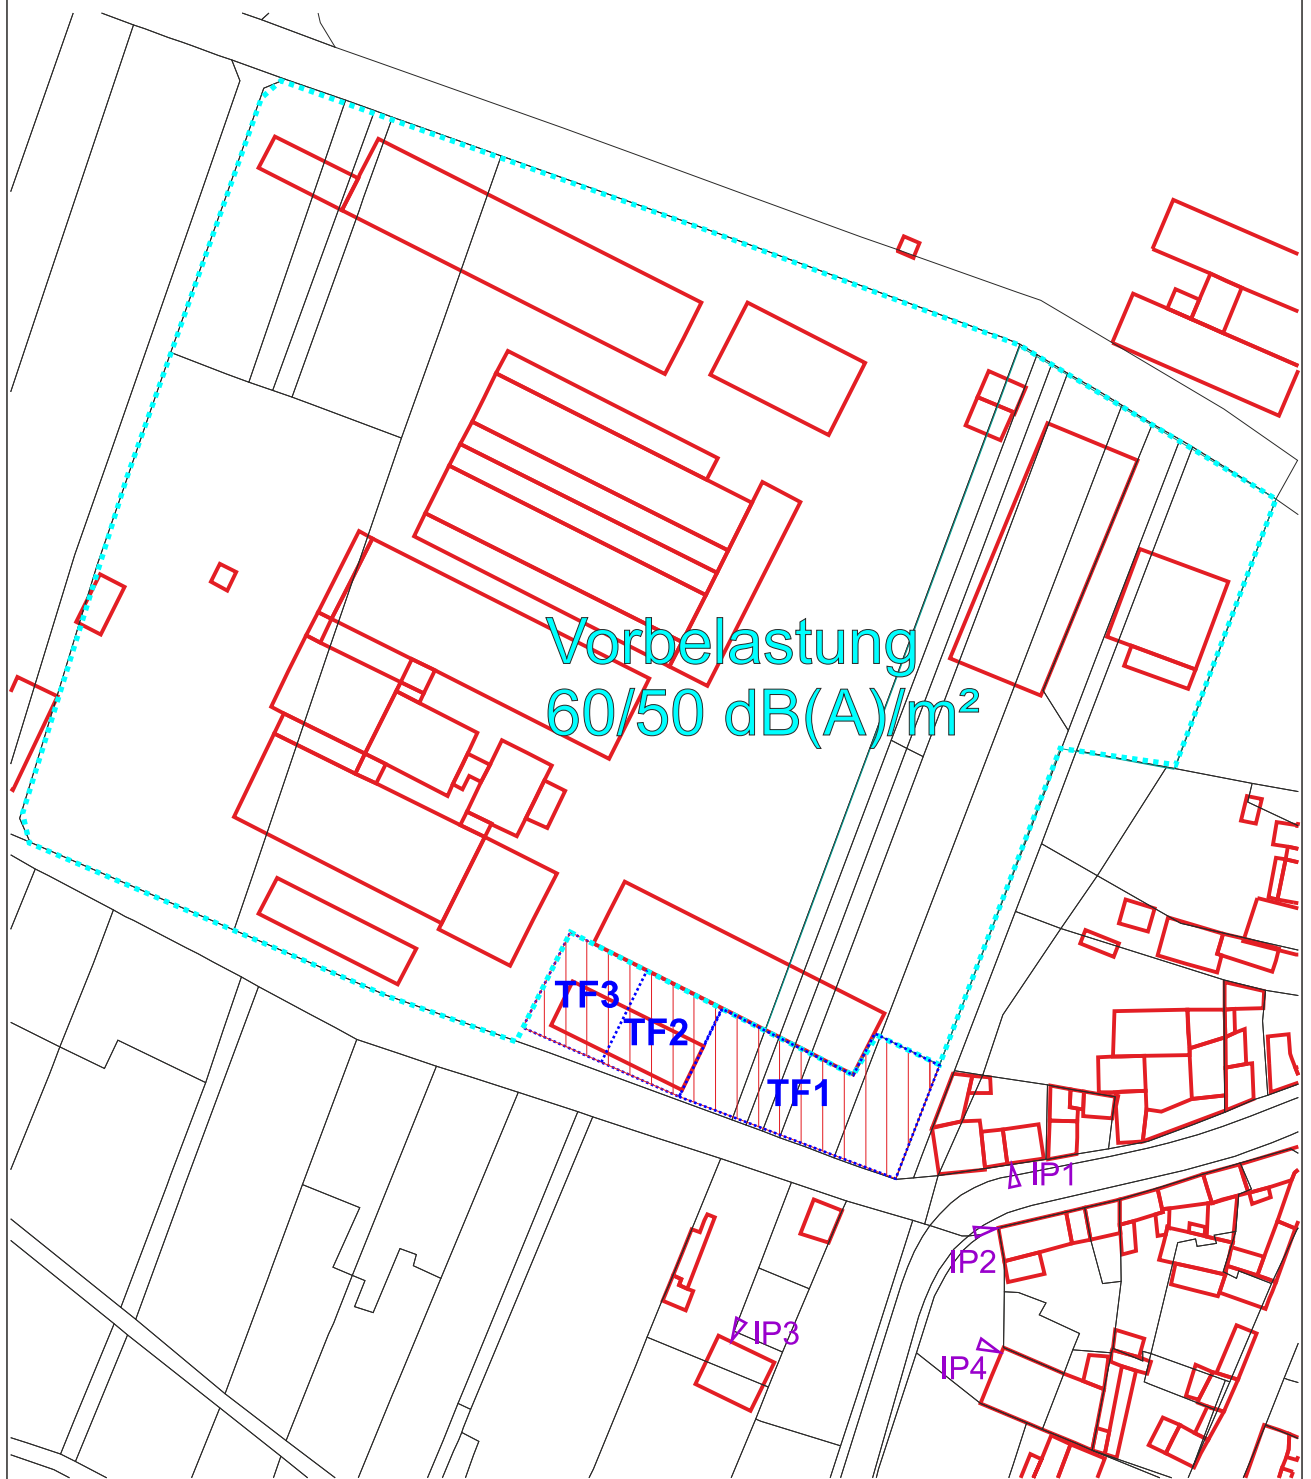 Vorbelastung
60/50 dB(A)/m²
TF3
TF2
TF1
IP1
IP2
IP3
IP4